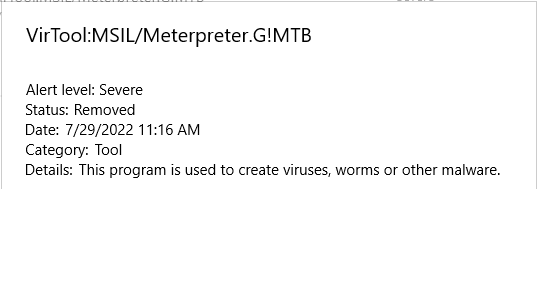 VirTool:MSIL/Meterpreter.G!MTB
Alert level: Severe
Status: Removed
Date: 7/29/2022 11:16 AM
Category: Tool
Details: This program is used to create viruses, worms or other malware.